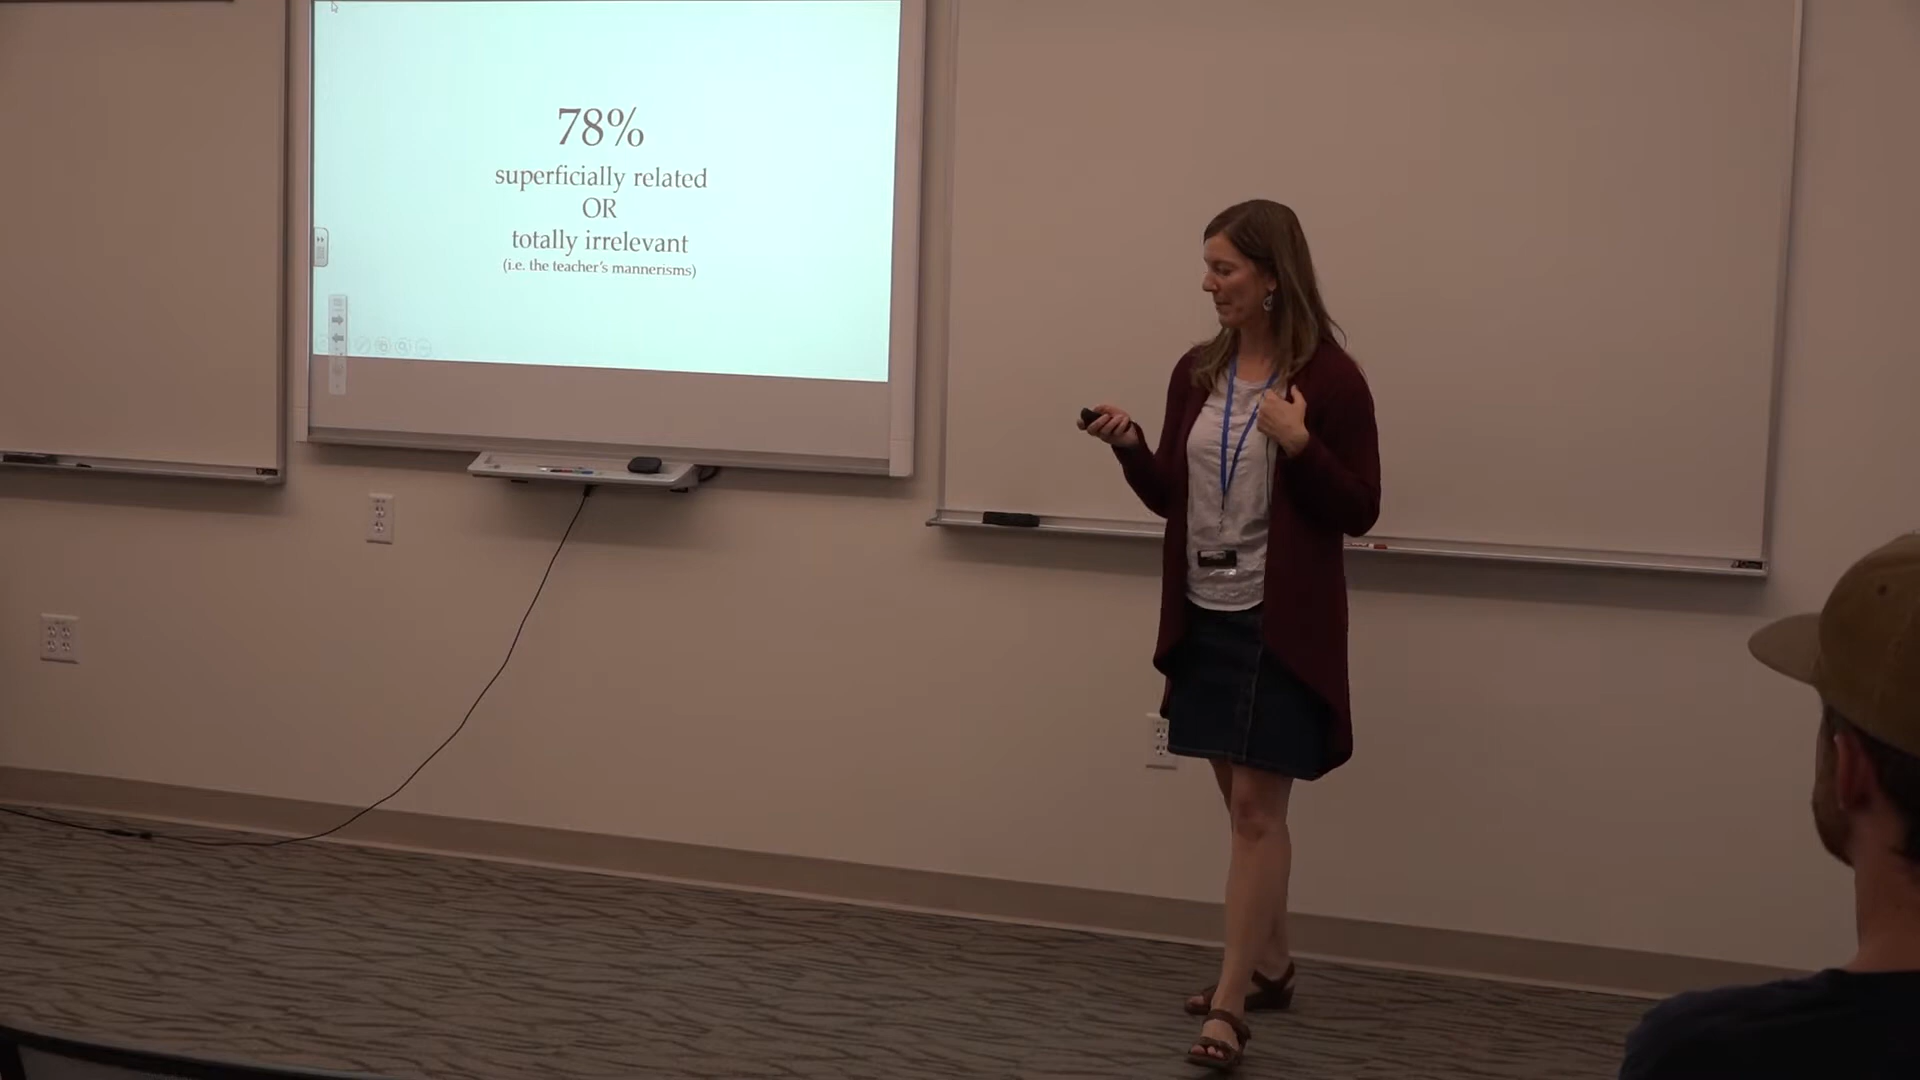 78%
superficially related
OR
totally irrelevant
(i.e. the teacher's mannerisms)